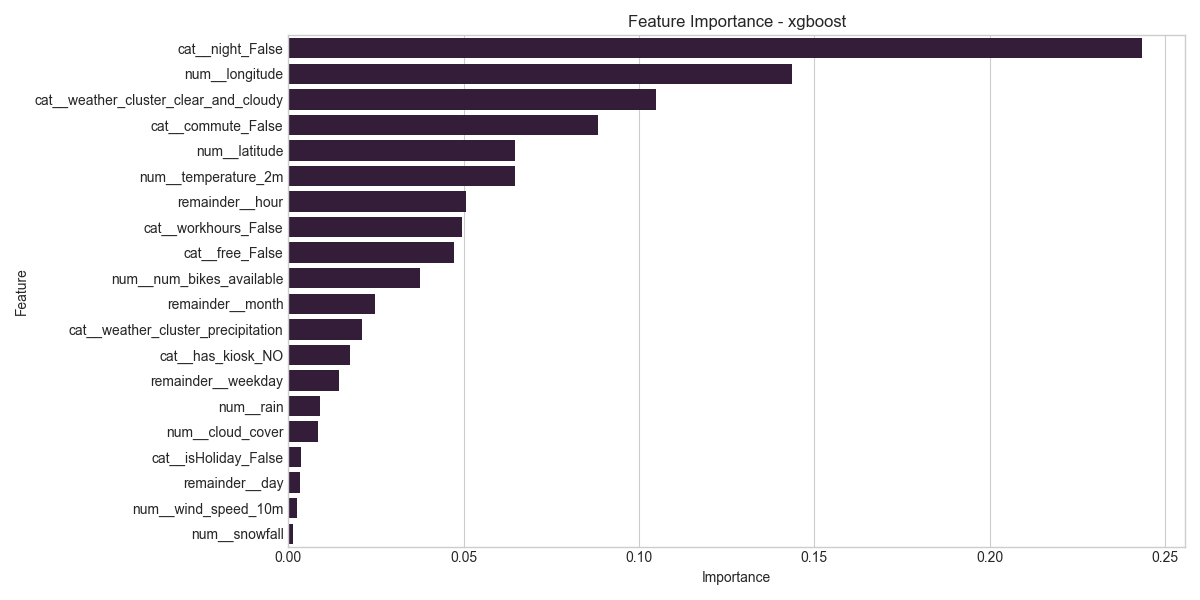 Feature Importance - xgboost
cat__night_False
num__longitude
cat__weather_cluster_clear_and_cloudy
cat__commute_False
num__latitude
num__temperature_2m
remainder__hour
cat__workhours_False
cat__free_False
num__num_bikes_available
remainder__month
cat__weather_cluster_precipitation
cat__has_kiosk_NO
remainder__weekday
num__rain
num__cloud_cover
cat__isHoliday_False
remainder__day
num__wind_speed_10m
num__snowfall
Feature
0.00 0.05 0.10 0.15 0.20 0.25
Importance